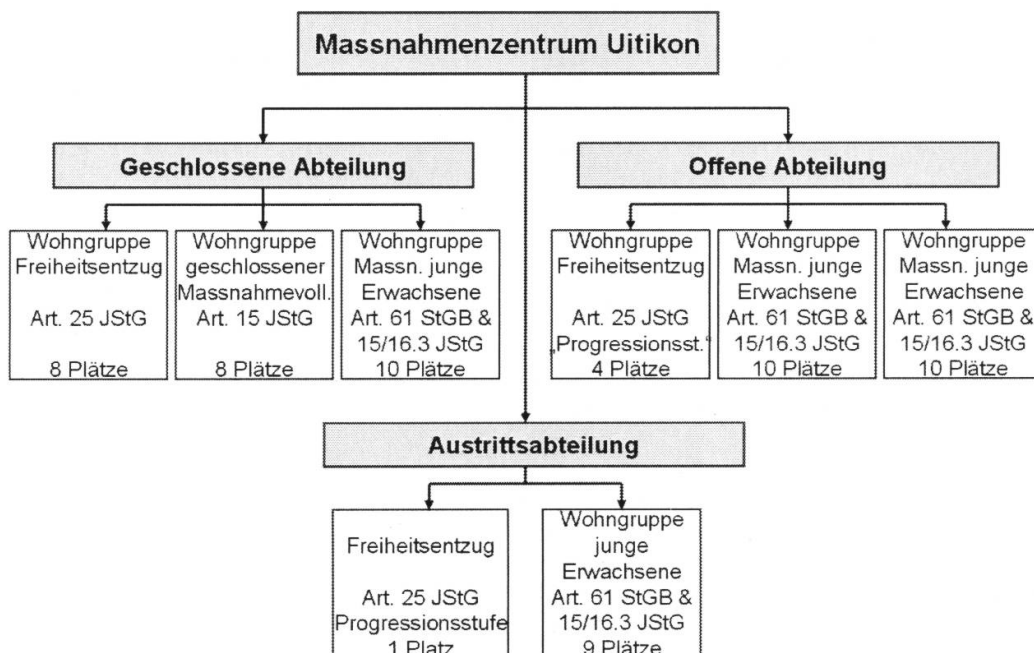 Massnahmenzentrum Uitikon
Geschlossene Abteilung
Offene Abteilung
Wohngruppe
Freiheitsentzug
Art. 25 JStG
8 Plätze
Wohngruppe
geschlossener
Massnahmevoll.
Art. 15 JStG
8 Plätze
Wohngruppe
Massn. junge
Erwachsene
Art. 61 StGB &
15/16.3 JStG
10 Plätze
Wohngruppe
Freiheitsentzug
Art. 25 JStG
„Progressionsst.“
4 Plätze
Wohngruppe
Massn. junge
Erwachsene
Art. 61 StGB &
15/16.3 JStG
10 Plätze
Wohngruppe
Massn. junge
Erwachsene
Art. 61 StGB &
15/16.3 JStG
10 Plätze
Austrittsabteilung
Freiheitsentzug
Art. 25 JStG
Progressionsstufe
1 Platz
Wohngruppe
junge
Erwachsene
Art. 61 StGB &
15/16.3 JStG
9 Plätze